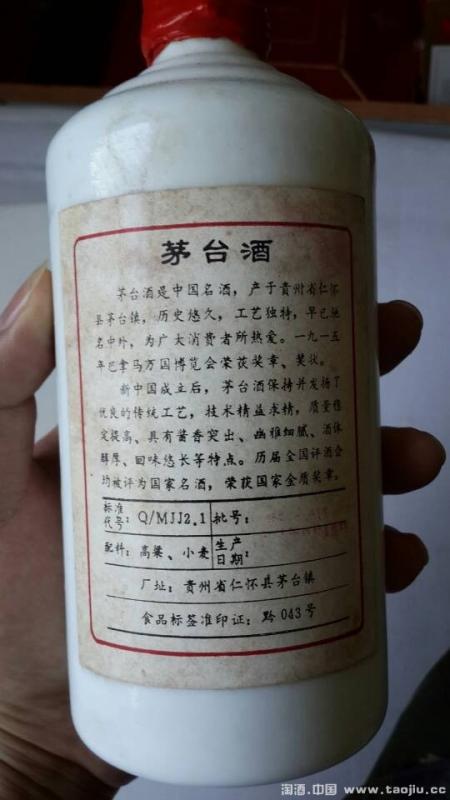 茅台酒
茅台酒是中国名酒，产于贵州省仁怀
县茅台镇，历史悠久，工艺独特，早已驰
名中外，为广大消费者所热爱。一九一五
年巴拿马万国博览会荣获奖章、奖状。
新中国成立后，茅台酒保持并发扬了
优良的传统工艺，技术精益求精，质量稳
定提高、具有酱香突出、幽雅细腻、酒体
醇厚、回味悠长等特点。历届全国评酒会
均被评为国家名酒，荣获国家金质奖章。
标准代号：Q/MJJ2.1 批号：
配料：高粱、小麦 生产日期：
厂址：贵州省仁怀县茅台镇
食品标签准印证：黔043号
淘酒.中国 www.taojiu.cc